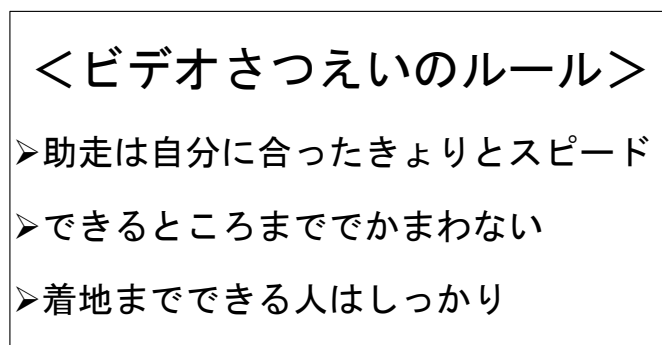 ＜ビデオさつえいのルール＞
➢助走は自分に合ったきょりとスピード
➢できるところまででかまわない
➢着地までできる人はしっかり